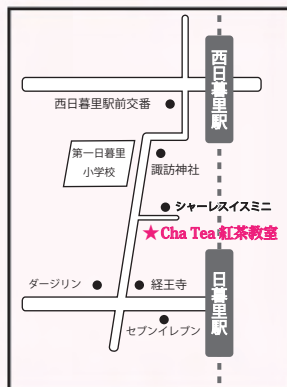 西日暮里駅
西日暮里駅前交番
第一日暮里
小学校
諏訪神社
シャーレスイスミニ
★Cha Tea 紅茶教室
ダージリン
経王寺
日暮里駅
セブンイレブン